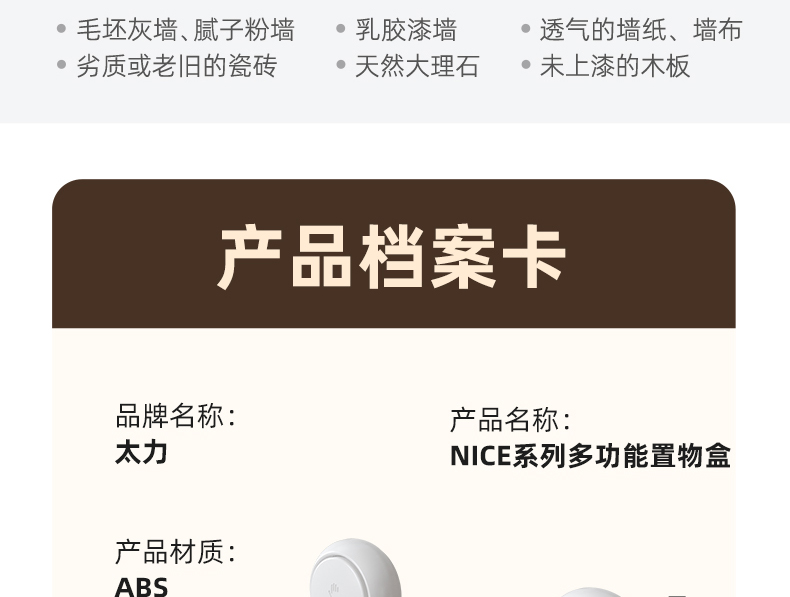 毛坯灰墙、腻子粉墙
乳胶漆墙
透气的墙纸、墙布
劣质或老旧的瓷砖
天然大理石
未上漆的木板
产品档案卡
品牌名称：
太力
产品名称：
NICE系列多功能置物盒
产品材质：
ABS